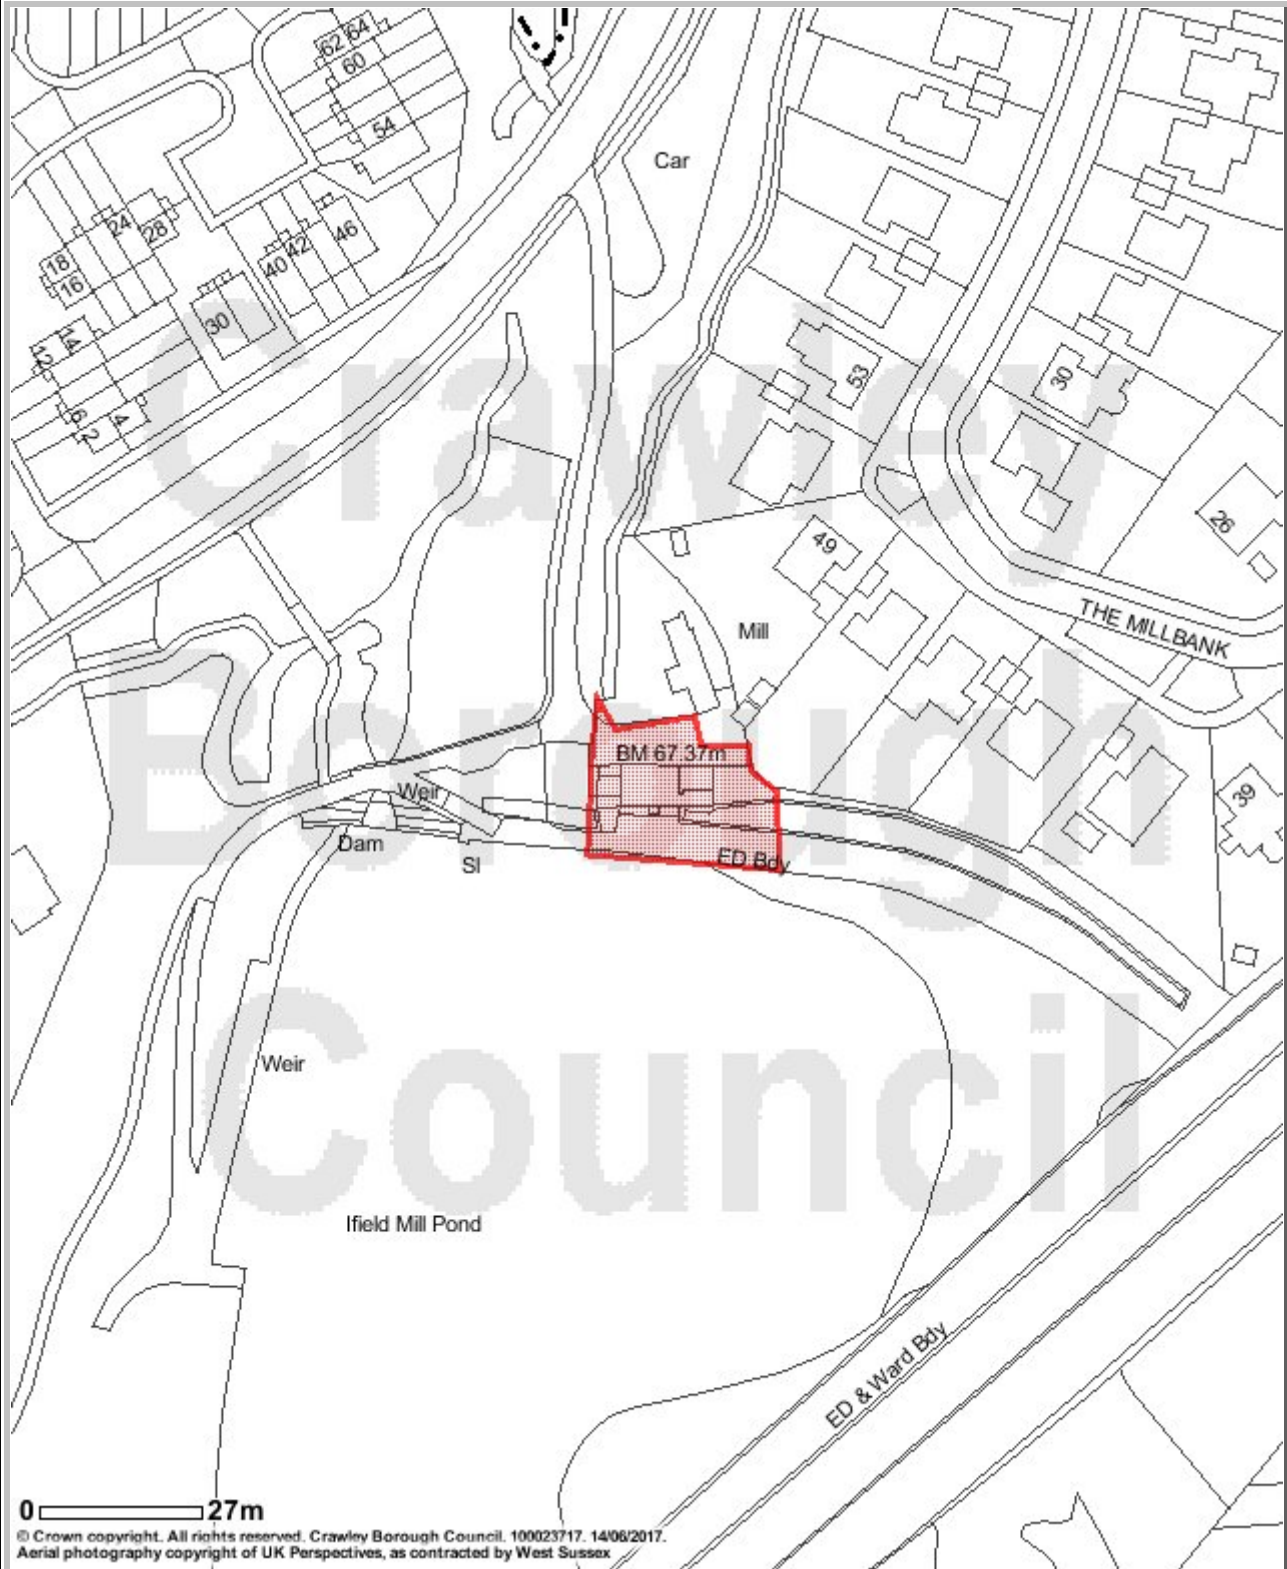 62 64
60
54
Car
24
28
18
16
46
42
40
30
14
12
6
4
2
53
30
26
49
Mill
THE MILLBANK
BM 67.37m
Weir
Dam
Sl
ED Bdy
39
Weir
Ifield Mill Pond
ED & Ward Bdy
Crawley
Borough
Council
0 27m
© Crown copyright. All rights reserved. Crawley Borough Council. 100023717. 14/06/2017.
Aerial photography copyright of UK Perspectives, as contracted by West Sussex